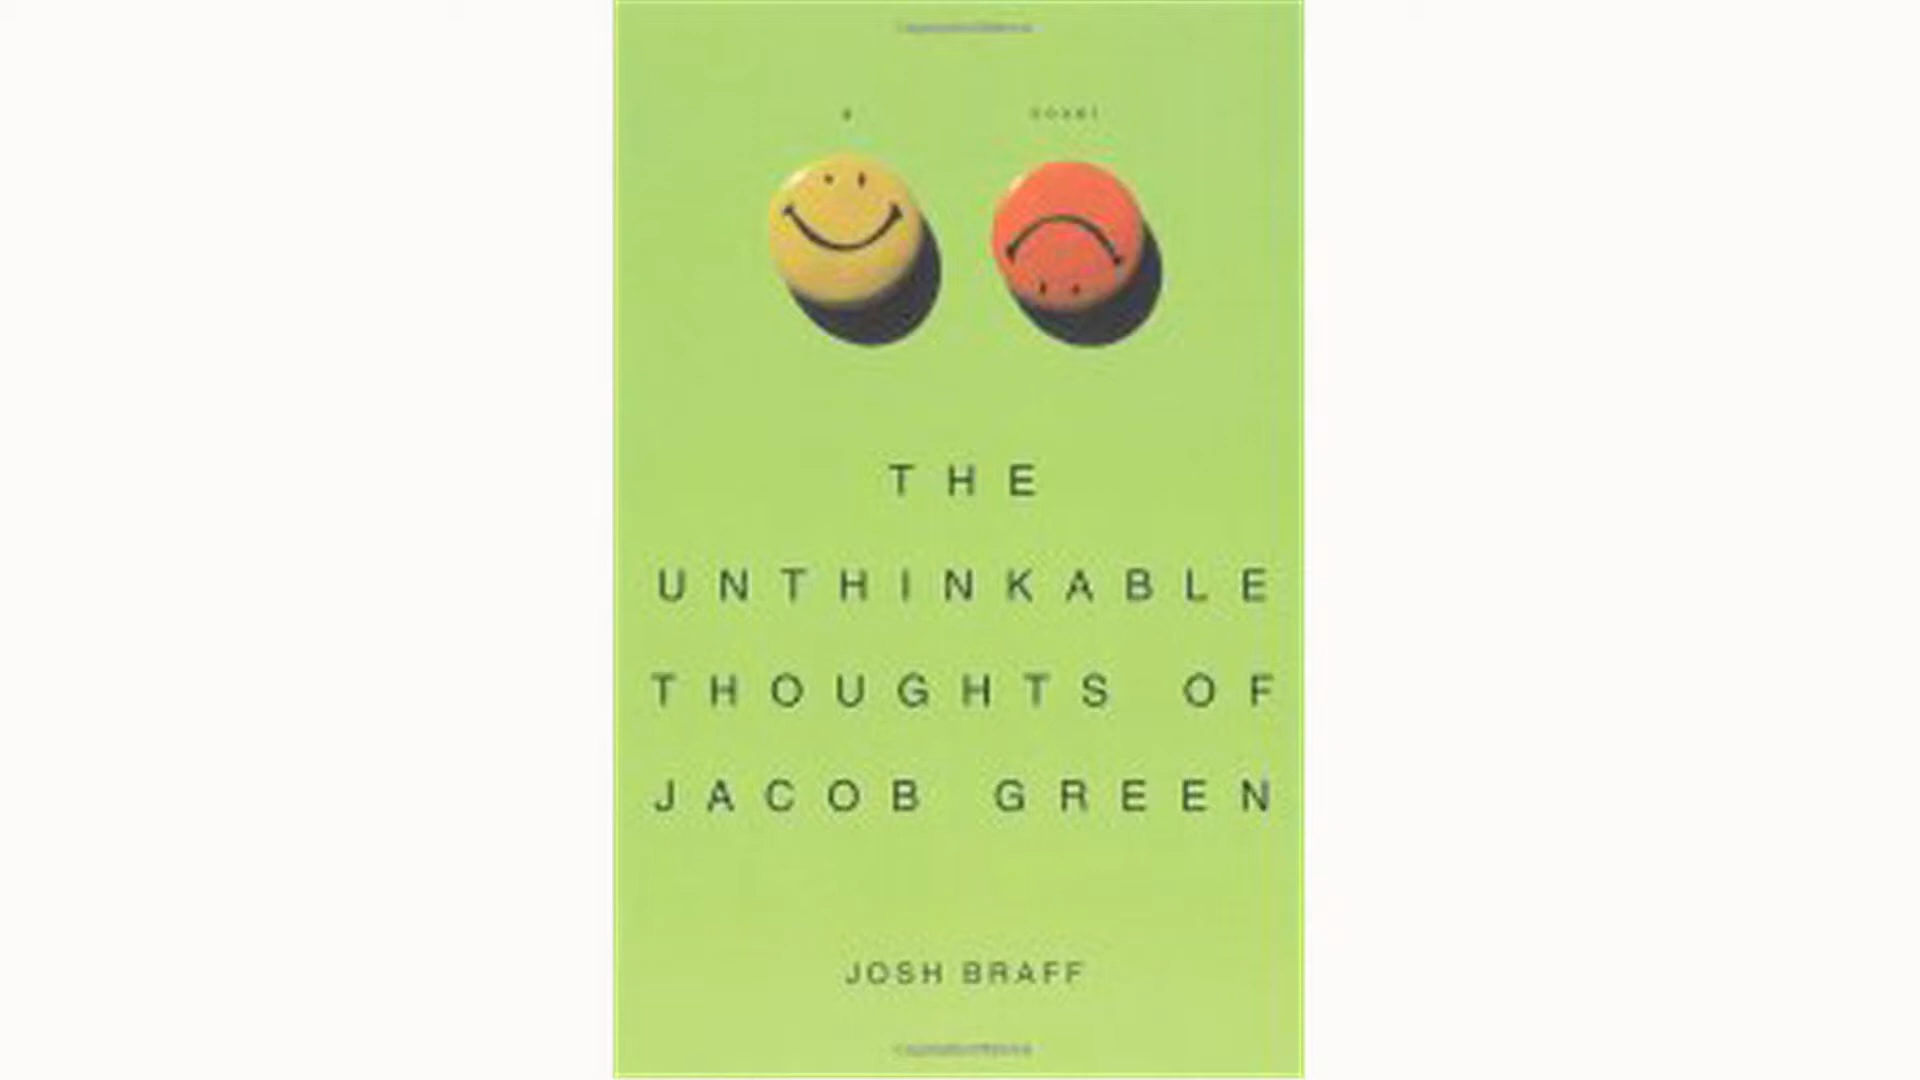 a novel
THE
UNTHINKABLE
THOUGHTS OF
JACOB GREEN
JOSH BRAFF